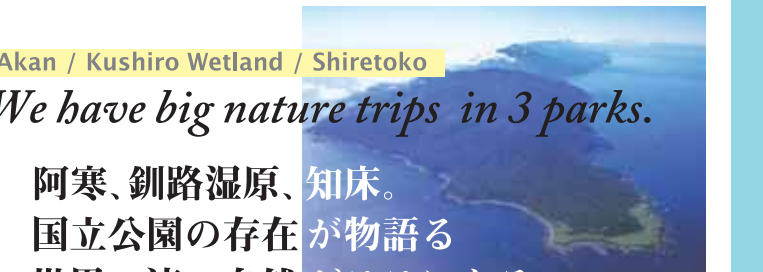 Akan / Kushiro Wetland / Shiretoko
We have big nature trips in 3 parks.
阿寒、釧路湿原、知床。
国立公園の存在が物語る